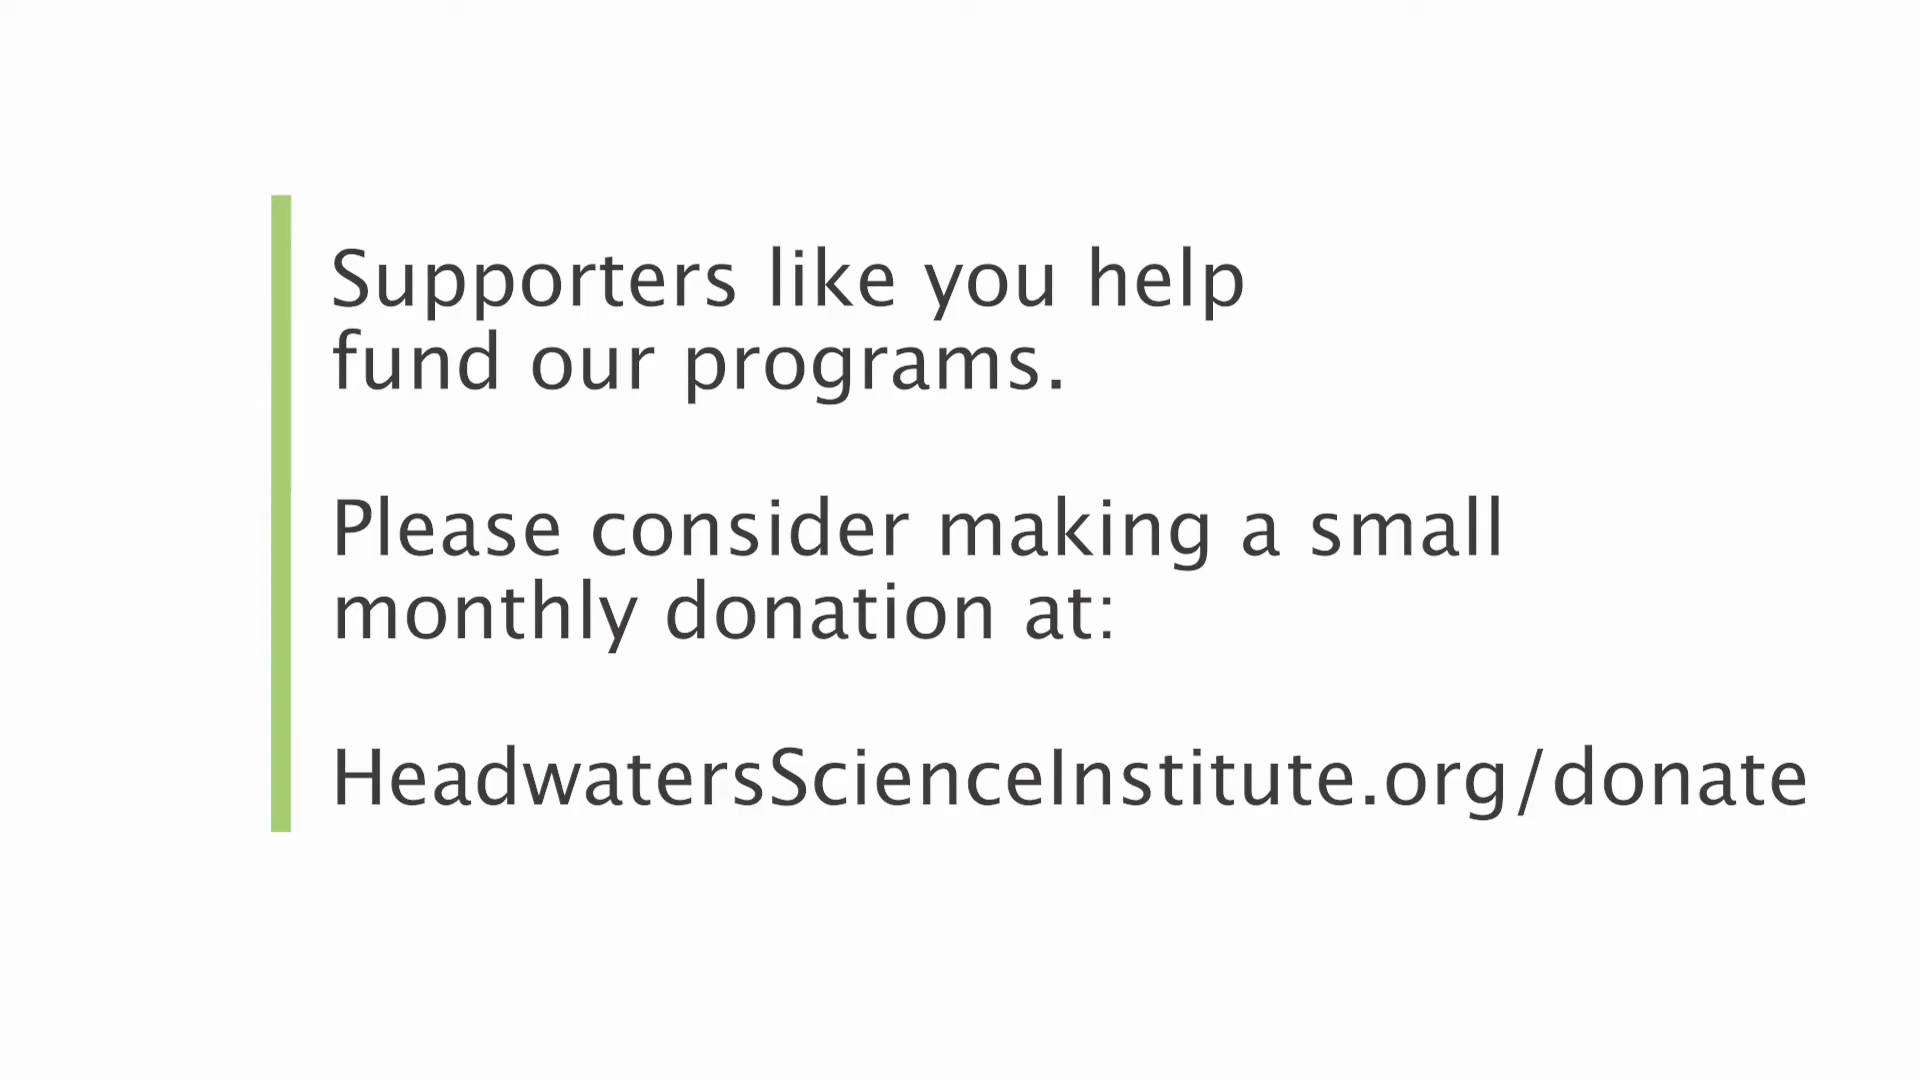 Supporters like you help
fund our programs.
Please consider making a small
monthly donation at:
HeadwatersScienceInstitute.org/donate